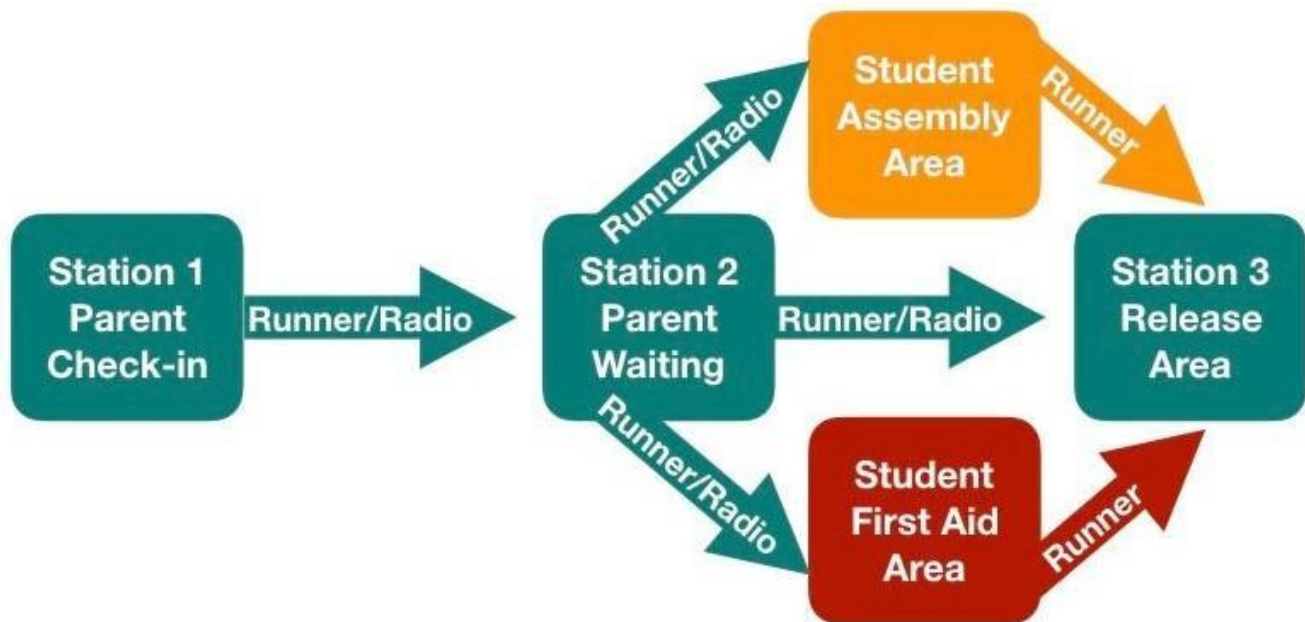 Station 1
Parent
Check-in
Runner/Radio
Station 2
Parent
Waiting
Runner/Radio
Student
Assembly
Area
Runner
Runner/Radio
Runner/Radio
Student
First Aid
Area
Runner
Station 3
Release
Area